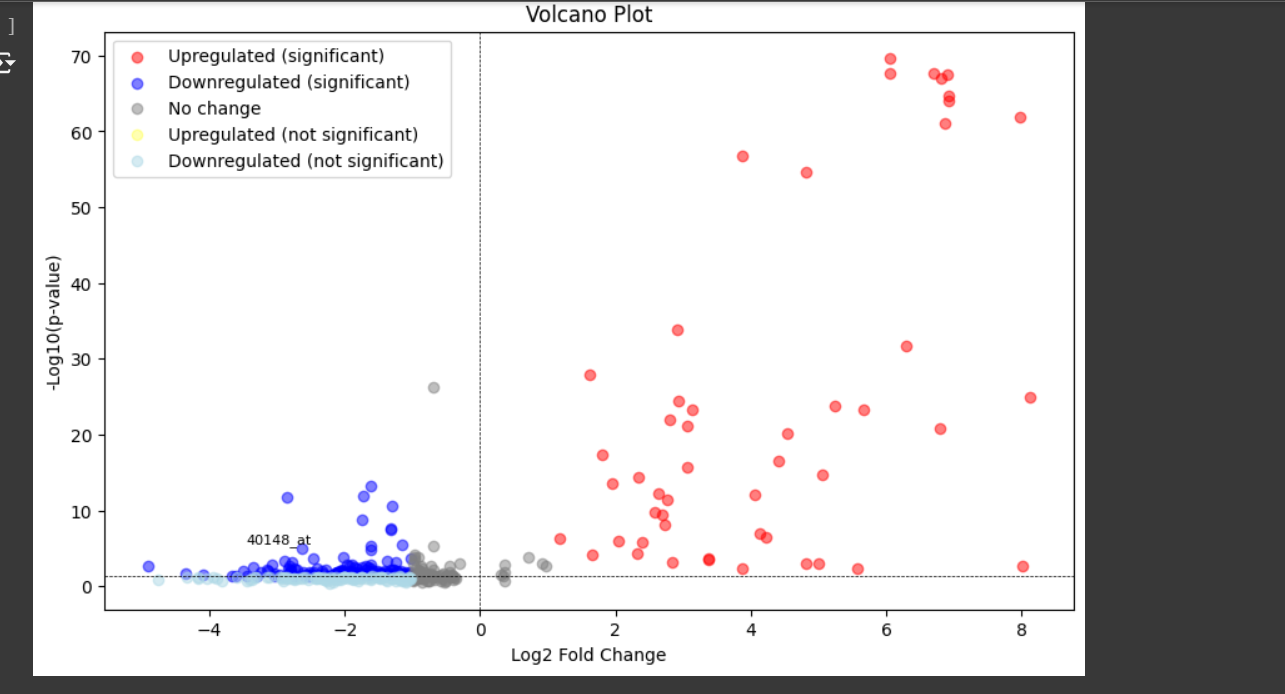 ]
Volcano Plot
Upregulated (significant)
Downregulated (significant)
No change
Upregulated (not significant)
Downregulated (not significant)
-Log10(p-value)
70
60
50
40
30
20
10
0
40148_at
−4 −2 0 2 4 6 8
Log2 Fold Change